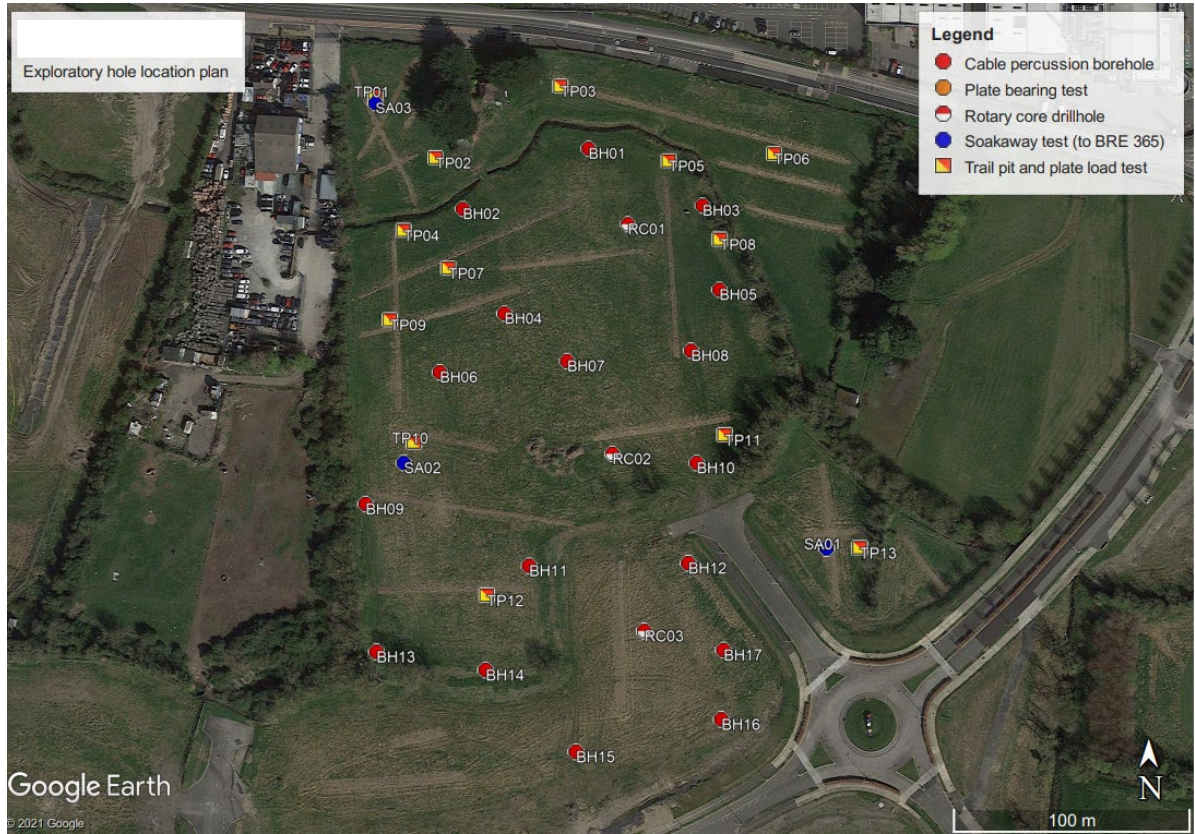 Exploratory hole location plan
Legend
Cable percussion borehole
Plate bearing test
Rotary core drillhole
Soakaway test (to BRE 365)
Trail pit and plate load test
TP01
SA03
TP03
TP02
BH01
TP05
TP06
BH02
BH03
TP04
RC01
TP08
TP07
BH05
TP09
BH04
BH06
BH07
BH08
TP10
SA02
RC02
TP11
BH10
BH09
SA01
TP13
BH11
BH12
TP12
RC03
BH13
BH14
BH17
BH16
BH15
Google Earth
© 2021 Google
N
100 m